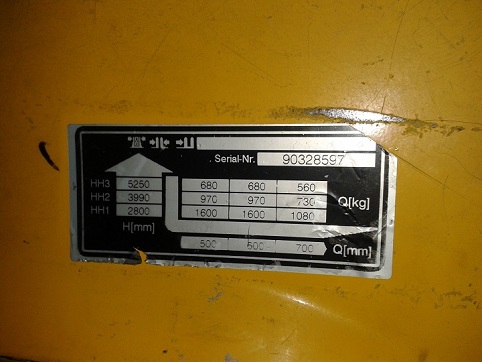 Serial-Nr. 90328597
HH3 5250 680 680 560
HH2 3990 970 970 730 Q[kg]
HH1 2800 1600 1600 1080
H[mm] 500 500 700 Q[mm]